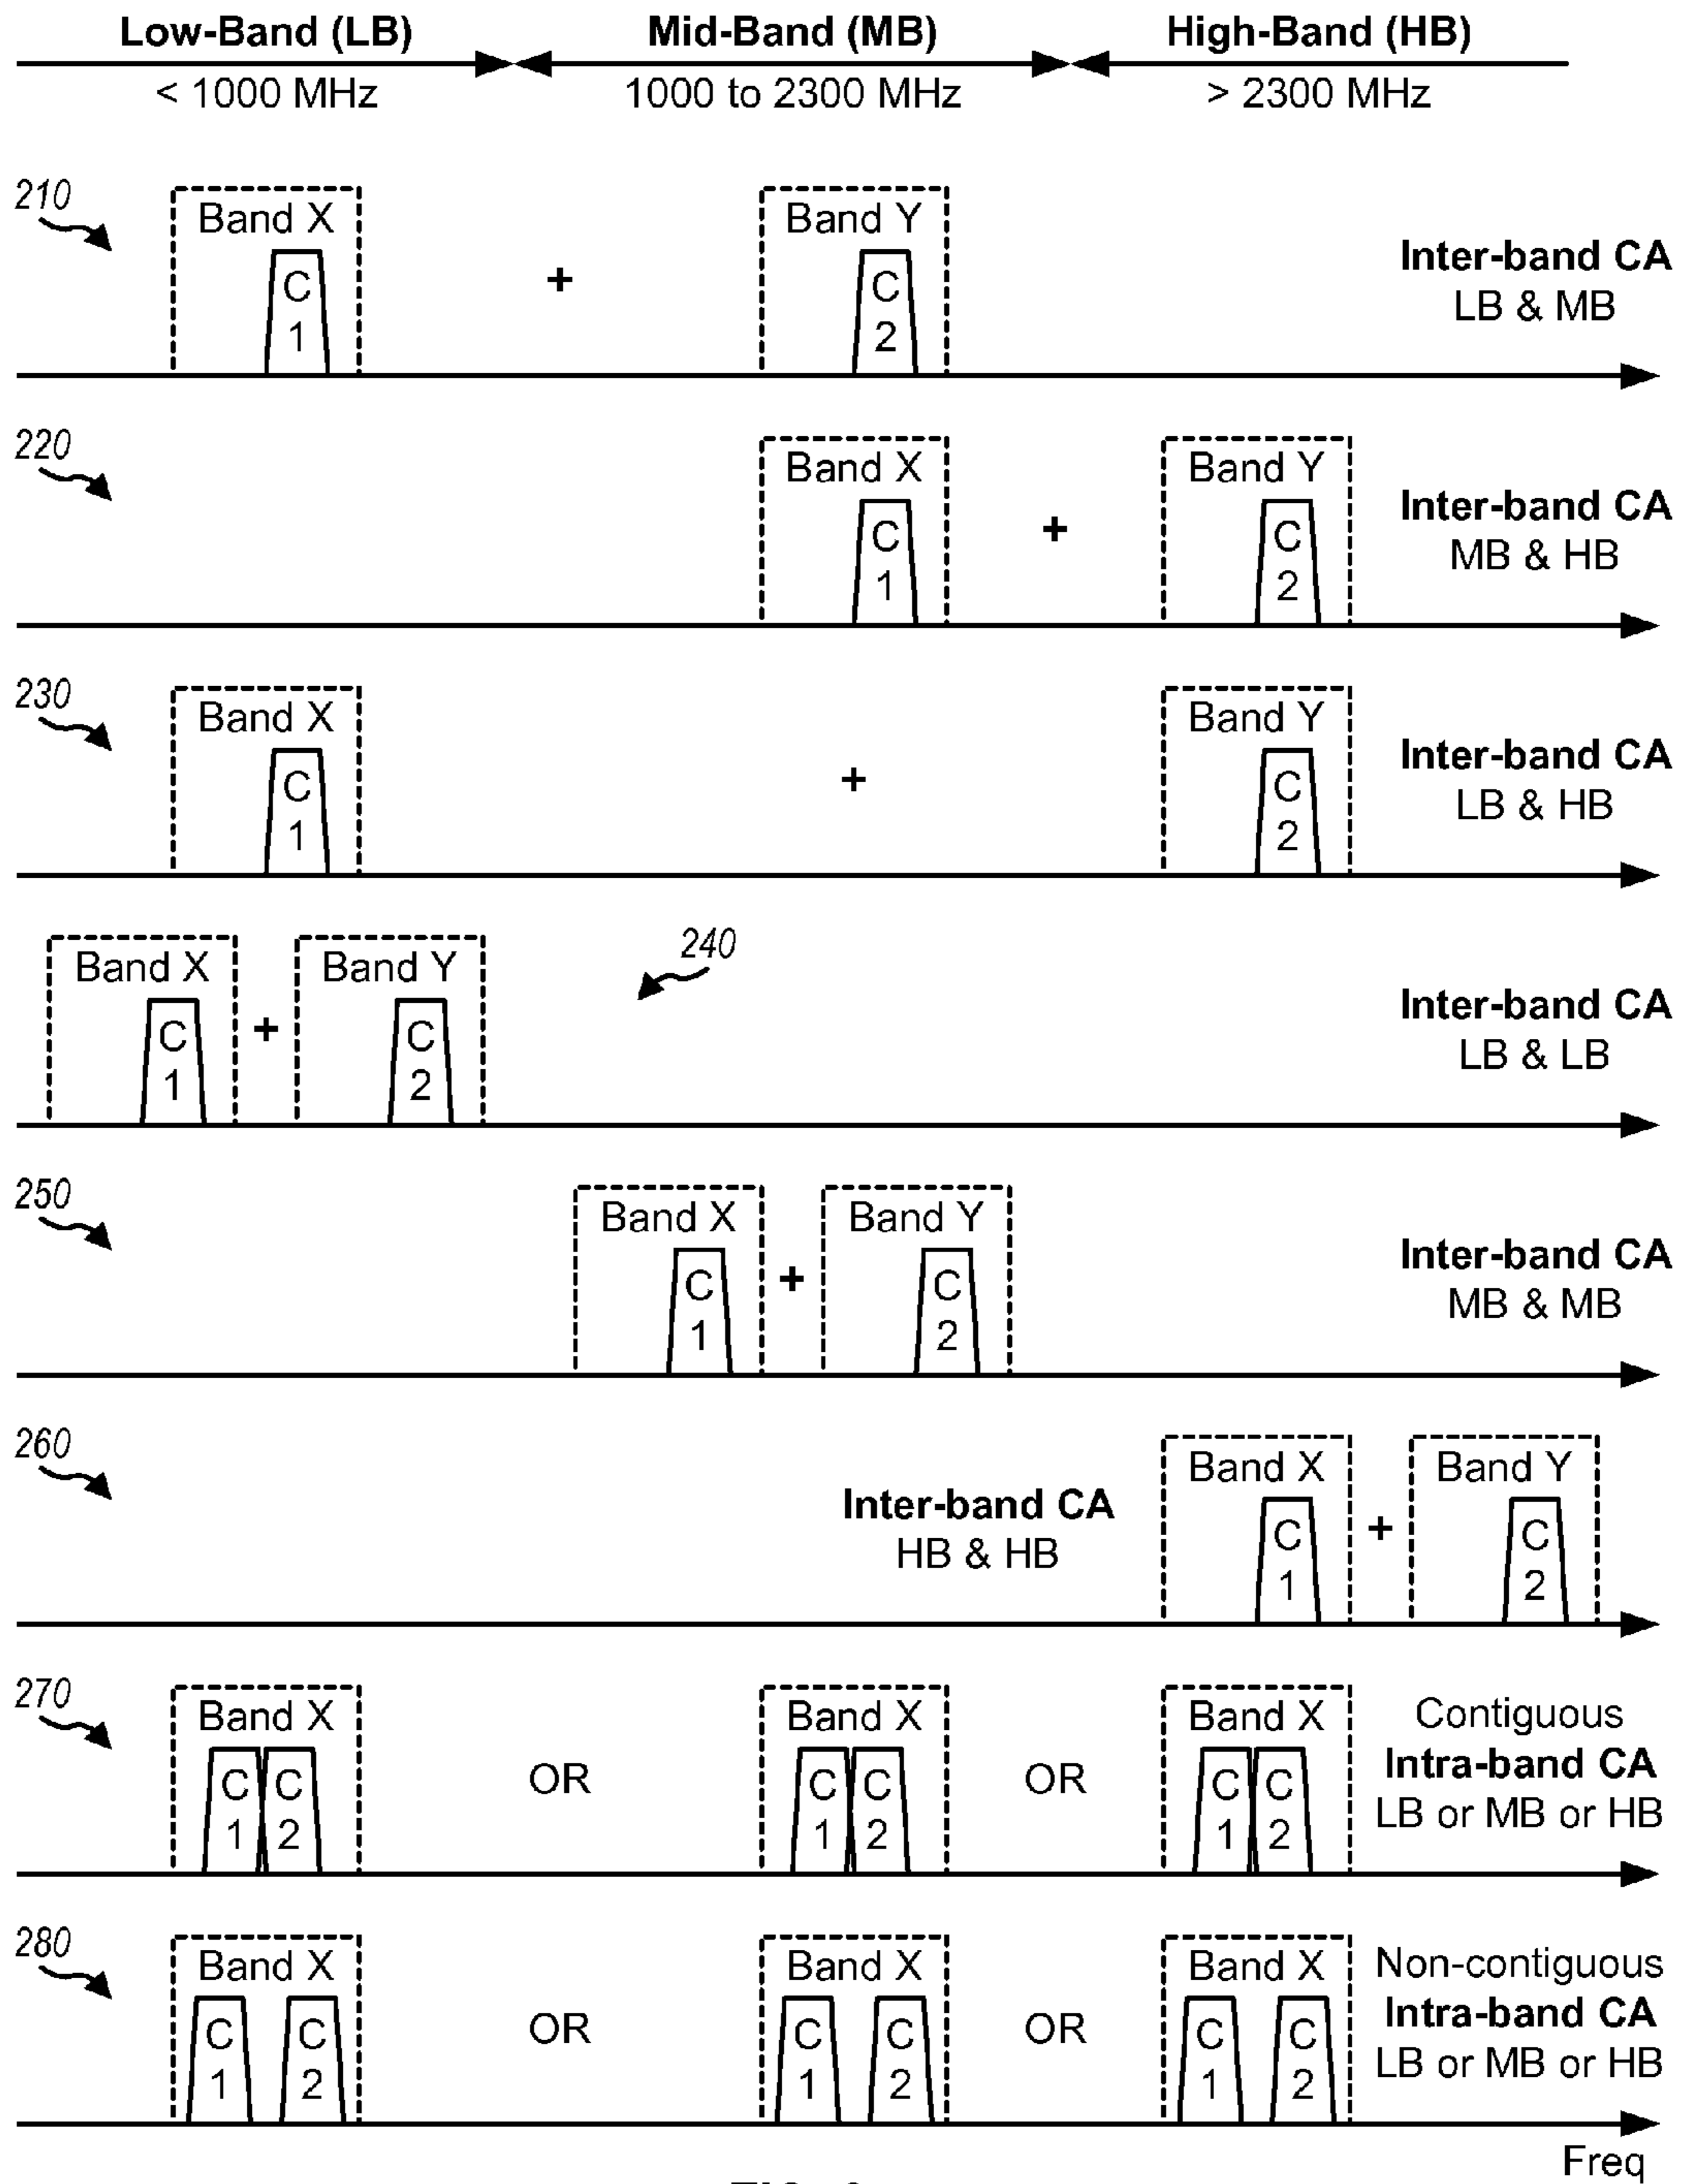 Low-Band (LB) Mid-Band (MB) High-Band (HB)
< 1000 MHz 1000 to 2300 MHz > 2300 MHz
210
Band X Band Y
C 1 + C 2
Inter-band CA
LB & MB
220
Band X Band Y
C 1 + C 2
Inter-band CA
MB & HB
230
Band X Band Y
C 1 + C 2
Inter-band CA
LB & HB
240
Band X Band Y
C 1 + C 2
Inter-band CA
LB & LB
250
Band X Band Y
C 1 + C 2
Inter-band CA
MB & MB
260
Inter-band CA
HB & HB
Band X Band Y
C 1 + C 2
270
Band X Band X Band X
C 1 C 2 OR C 1 C 2 OR C 1 C 2
Contiguous
Intra-band CA
LB or MB or HB
280
Band X Band X Band X
C 1 C 2 OR C 1 C 2 OR C 1 C 2
Non-contiguous
Intra-band CA
LB or MB or HB
Freq